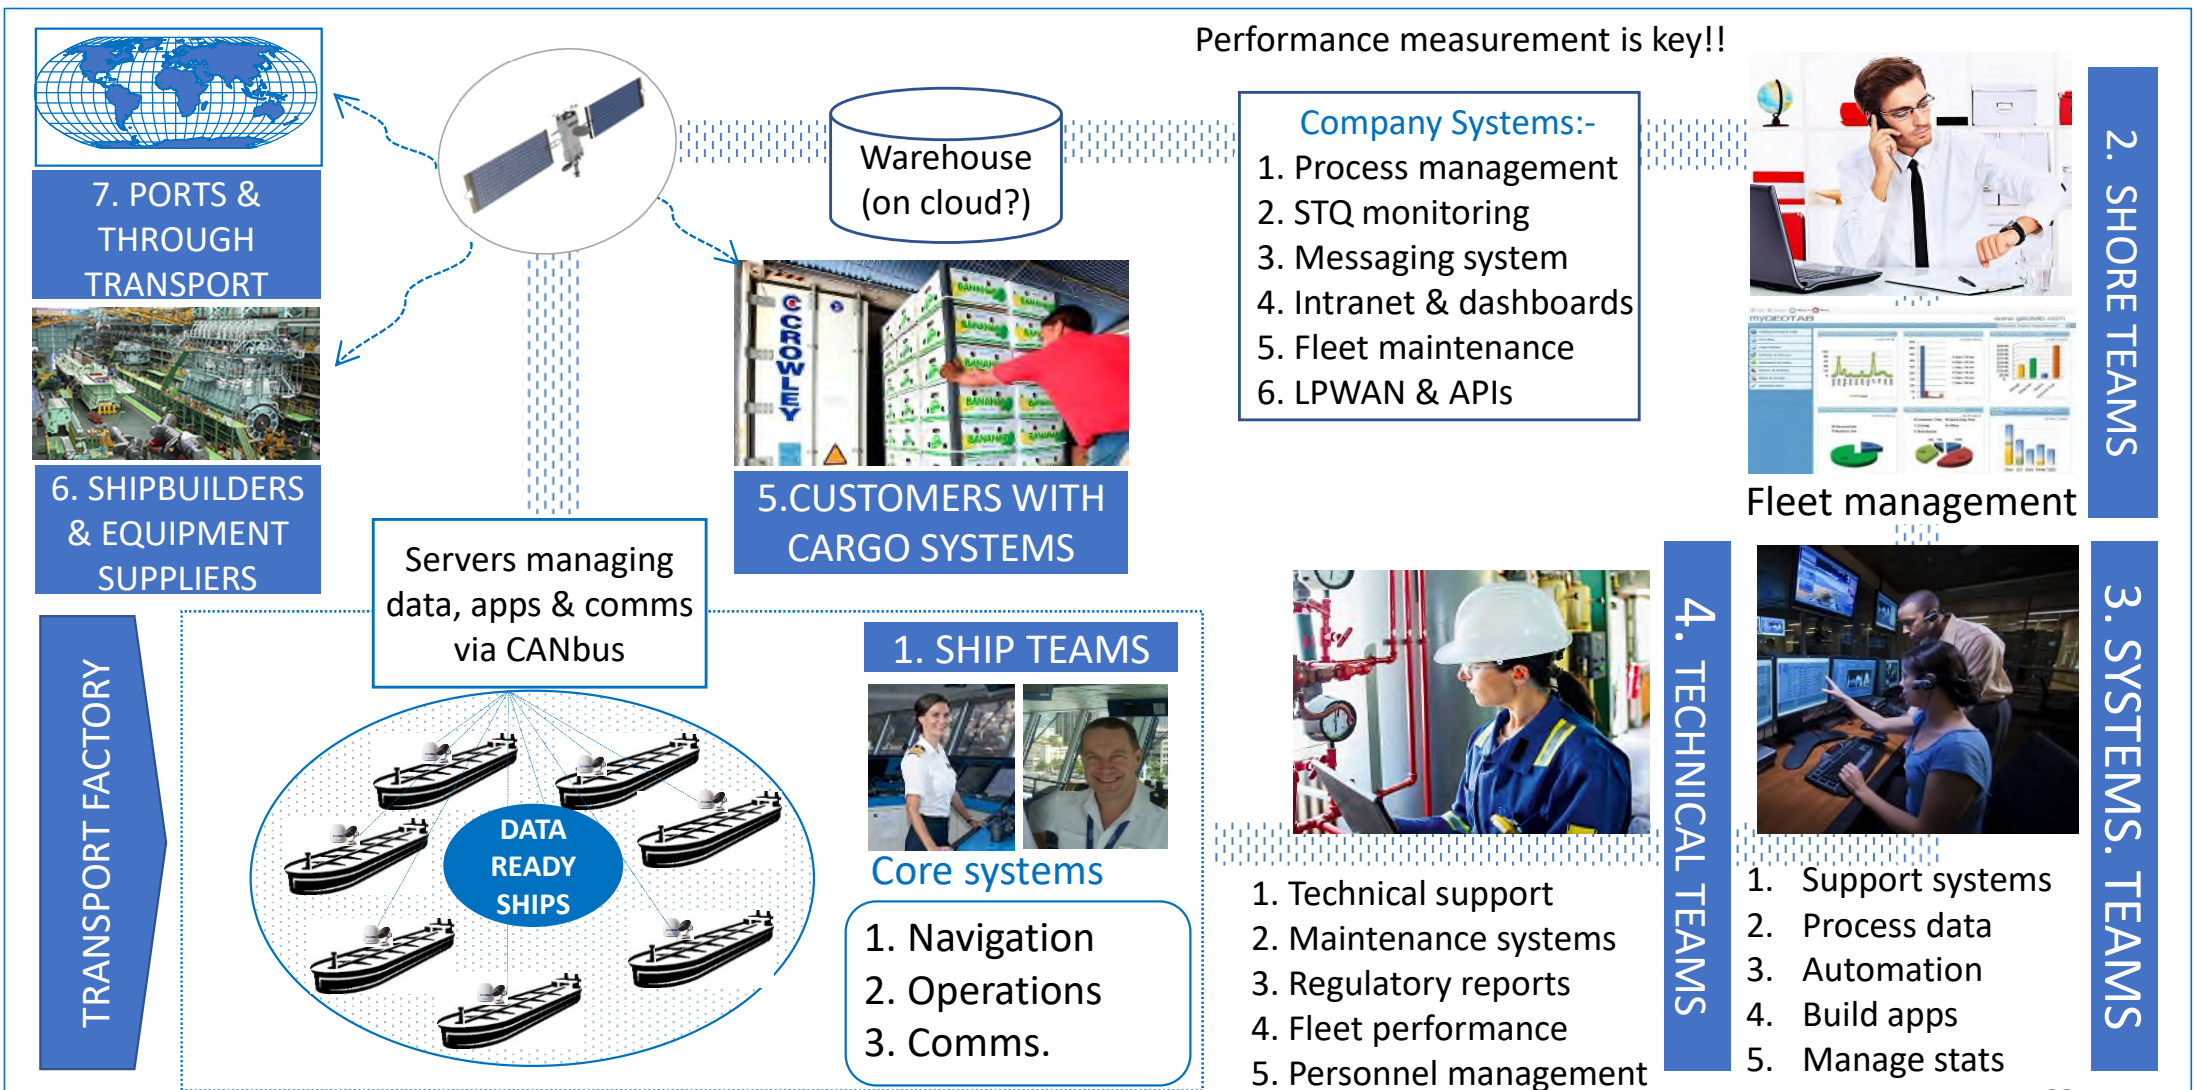 Performance measurement is key!!
7. PORTS &
THROUGH
TRANSPORT
Warehouse
(on cloud?)
Company Systems:-
1. Process management
2. STQ monitoring
3. Messaging system
4. Intranet & dashboards
5. Fleet maintenance
6. LPWAN & APIs
2. SHORE TEAMS
myGEOTAB
www.geotab.com
Fleet management
CROWLEY
BANANAS
5.CUSTOMERS WITH
CARGO SYSTEMS
6. SHIPBUILDERS
& EQUIPMENT
SUPPLIERS
Servers managing
data, apps & comms
via CANbus
TRANSPORT FACTORY
DATA
READY
SHIPS
1. SHIP TEAMS
Core systems
1. Navigation
2. Operations
3. Comms.
4. TECHNICAL TEAMS
1. Technical support
2. Maintenance systems
3. Regulatory reports
4. Fleet performance
5. Personnel management
3. SYSTEMS. TEAMS
1. Support systems
2. Process data
3. Automation
4. Build apps
5. Manage stats